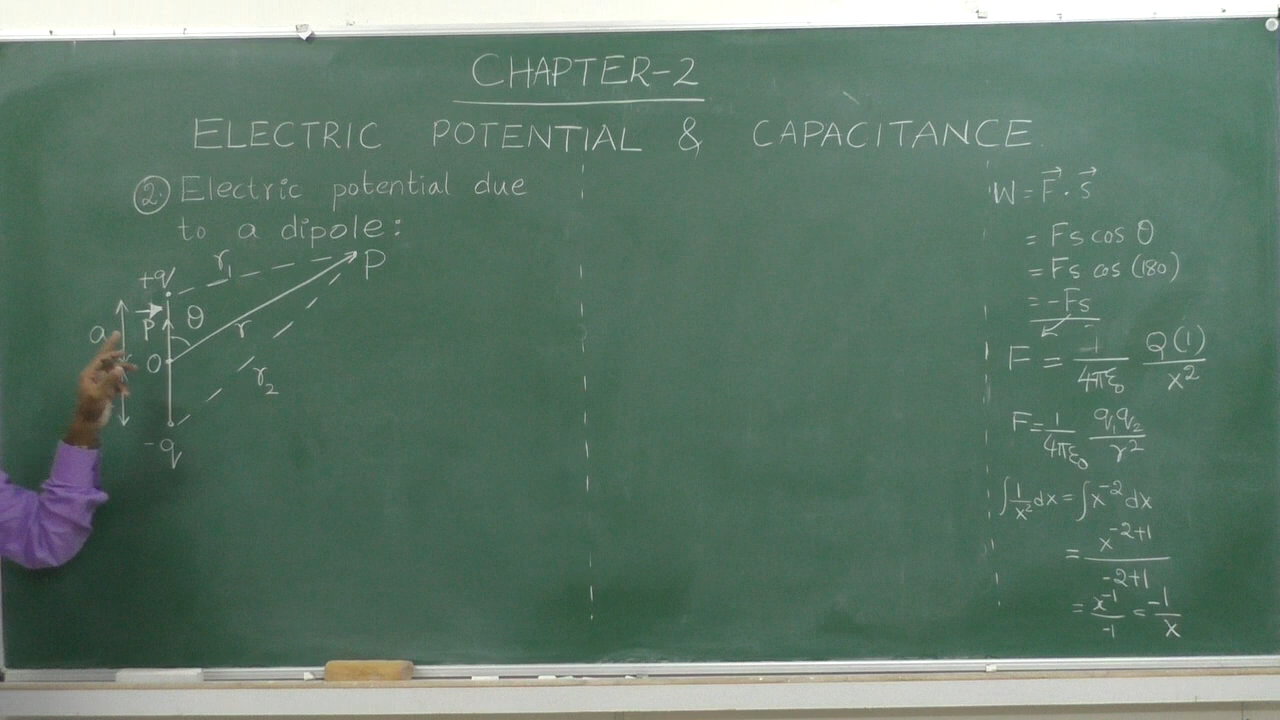 CHAPTER-2
ELECTRIC POTENTIAL & CAPACITANCE
2. Electric potential due
to a dipole:
+q
r₁
P
a
p⃗
θ
r
O
r₂
-q
W = F⃗ · s⃗
= Fs cos θ
= Fs cos (180)
= -Fs
F = 1/4πε₀ Q(1)/x²
F = 1/4πε₀ q₁q₂/r²
∫ 1/x² dx = ∫ x⁻² dx
= x⁻²⁺¹/-2+1
= x⁻¹/-1 = -1/x